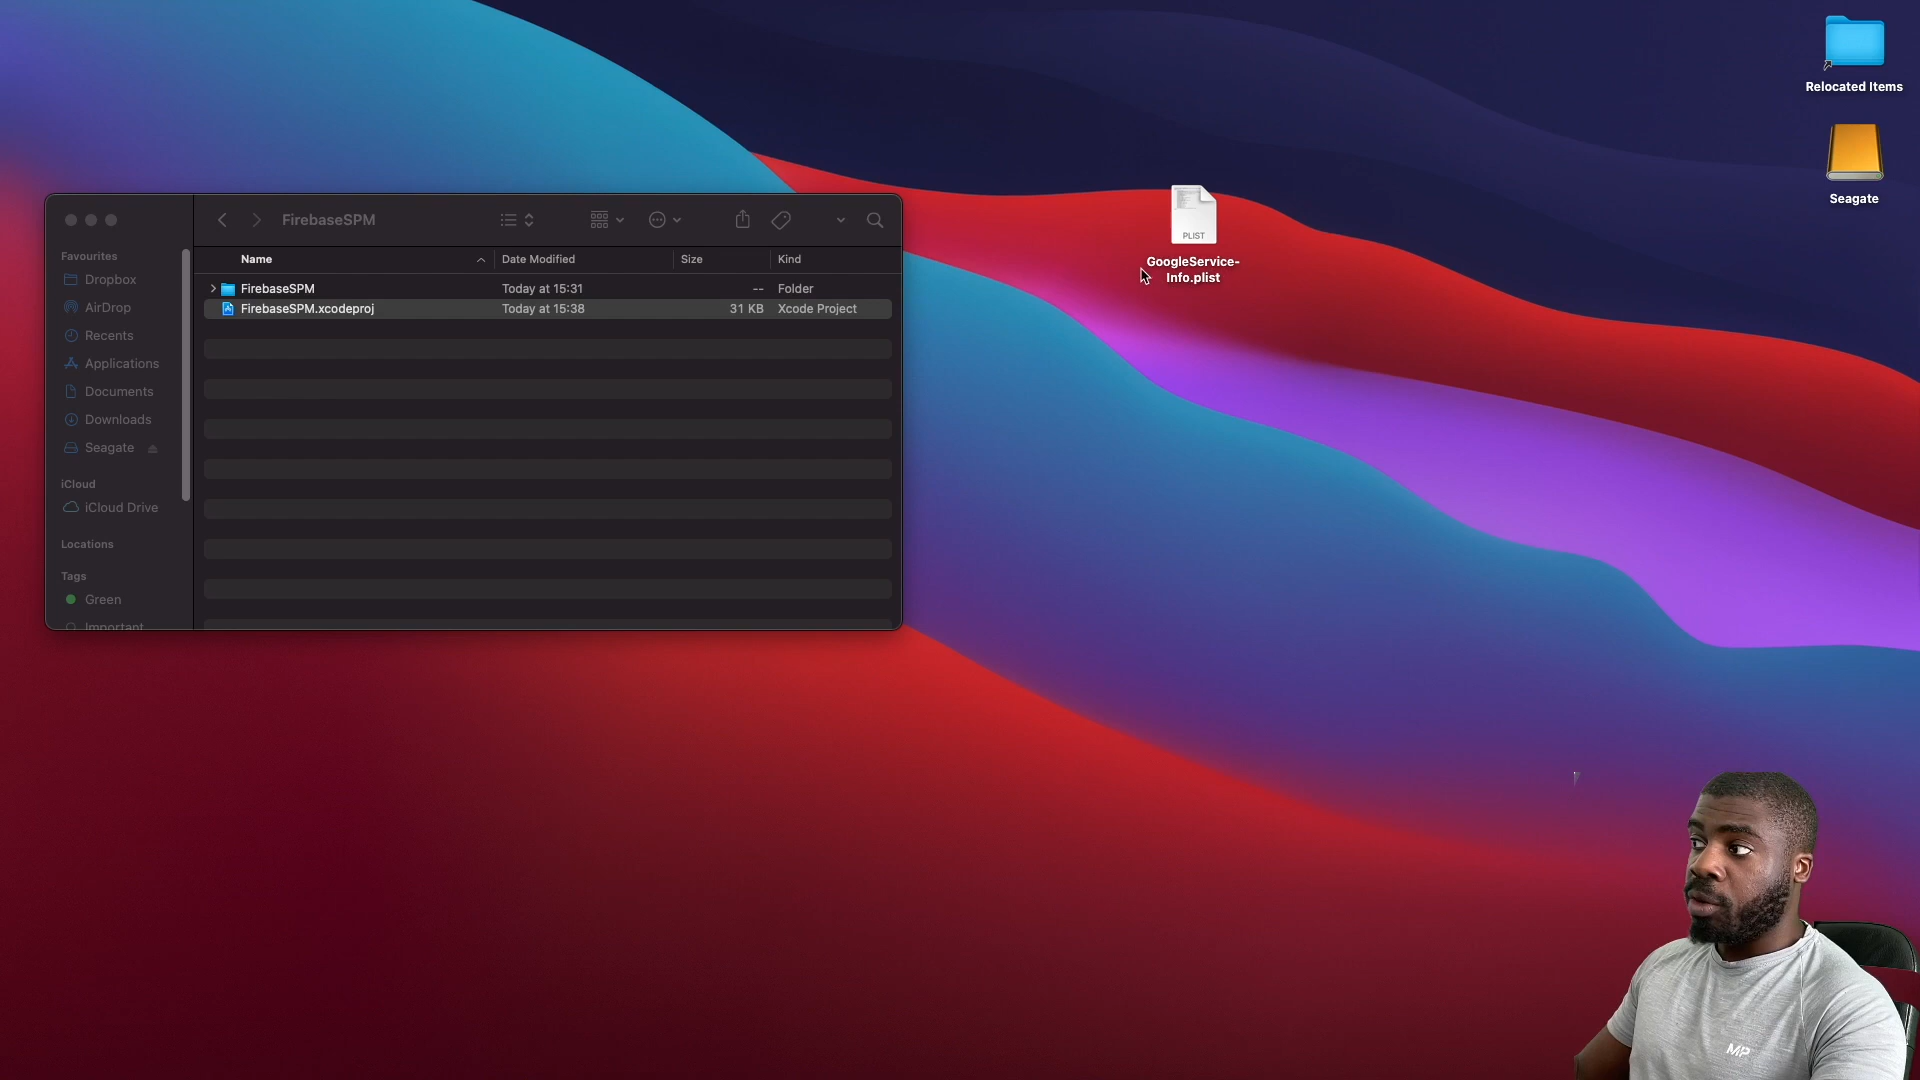 Relocated Items
Seagate
PLIST
GoogleService-
Info.plist
FirebaseSPM
Favourites
Dropbox
AirDrop
Recents
Applications
Documents
Downloads
Seagate
iCloud
iCloud Drive
Locations
Tags
Green
Important
Name Date Modified Size Kind
FirebaseSPM Today at 15:31 -- Folder
FirebaseSPM.xcodeproj Today at 15:38 31 KB Xcode Project
MP